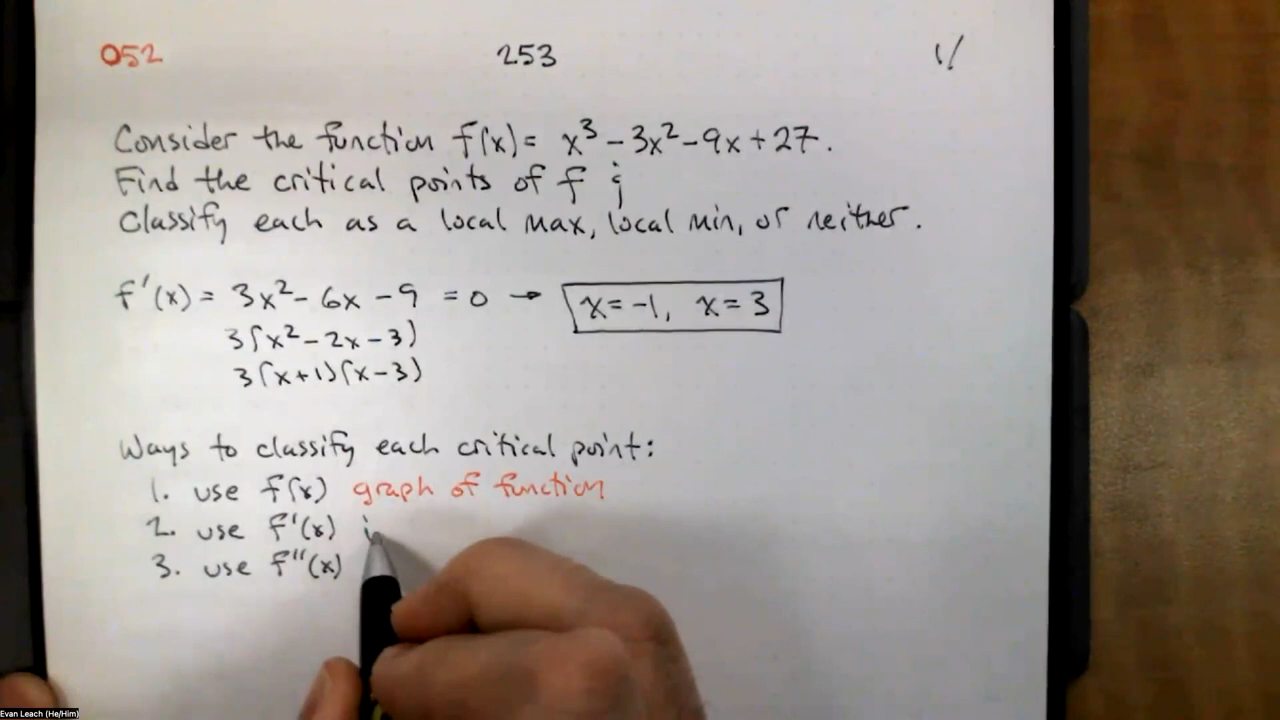 052 253 1/
Consider the function f(x) = x³ - 3x² - 9x + 27.
Find the critical points of f ;
Classify each as a local max, local min, or neither.
f'(x) = 3x² - 6x - 9 = 0 → x = -1, x = 3
3(x² - 2x - 3)
3(x+1)(x-3)
Ways to classify each critical point:
1. use f(x) graph of function
2. use f'(x) i
3. use f''(x)
Evan Leach (He/Him)